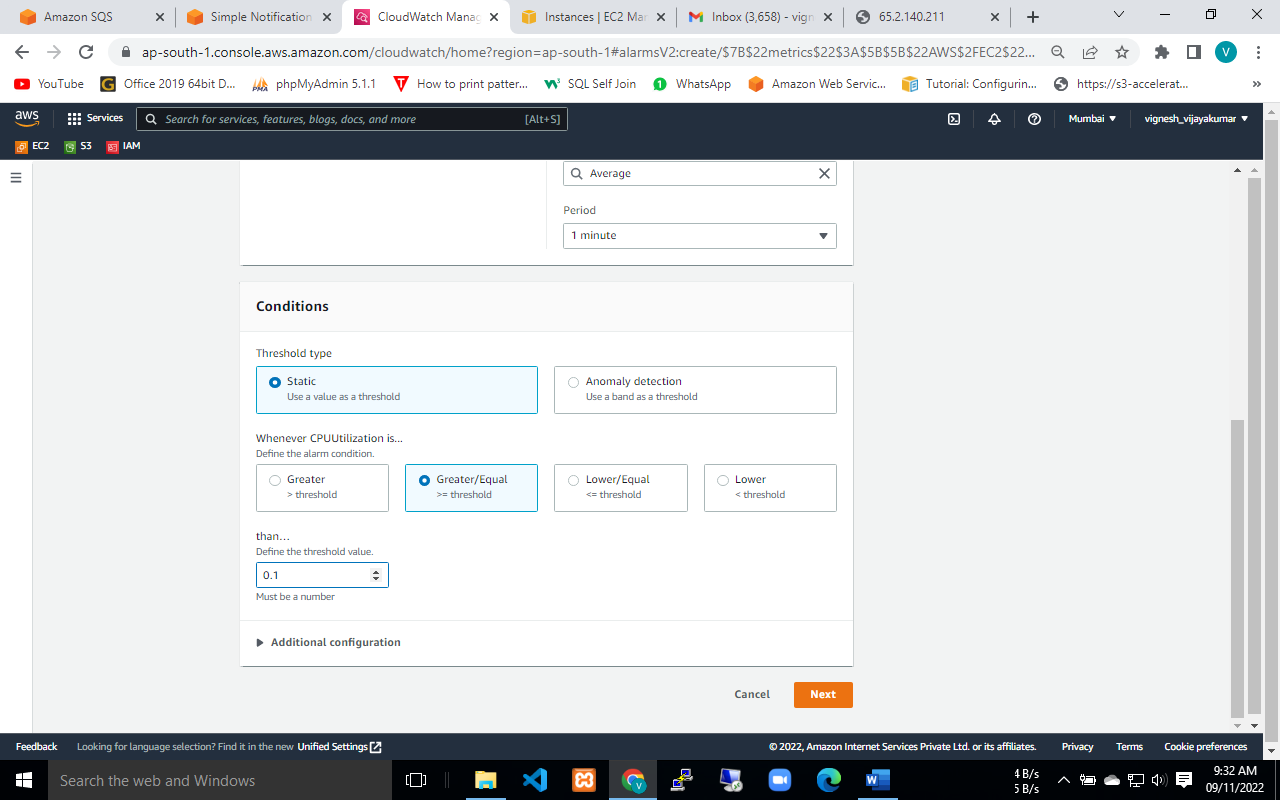 Amazon SQS
Simple Notification
CloudWatch Manag
Instances | EC2 Mar
Inbox (3,658) - vign
65.2.140.211
ap-south-1.console.aws.amazon.com/cloudwatch/home?region=ap-south-1#alarmsV2:create/$7B$22metrics$22$3A$5B$5B$22AWS$2FEC2$22...
V
YouTube
Office 2019 64bit D...
phpMyAdmin 5.1.1
How to print patter...
SQL Self Join
WhatsApp
Amazon Web Servic...
Tutorial: Configurin...
https://s3-accelerat...
»
aws
Services
Search for services, features, blogs, docs, and more
[Alt+S]
Mumbai
vignesh_vijayakumar
EC2
S3
IAM
Average
Period
1 minute
Conditions
Threshold type
Static
Use a value as a threshold
Anomaly detection
Use a band as a threshold
Whenever CPUUtilization is...
Define the alarm condition.
Greater
> threshold
Greater/Equal
>= threshold
Lower/Equal
<= threshold
Lower
< threshold
than...
Define the threshold value.
0.1
Must be a number
Additional configuration
Cancel
Next
Feedback
Looking for language selection? Find it in the new Unified Settings
© 2022, Amazon Internet Services Private Ltd. or its affiliates.
Privacy
Terms
Cookie preferences
Search the web and Windows
4 B/s
5 B/s
9:32 AM
09/11/2022